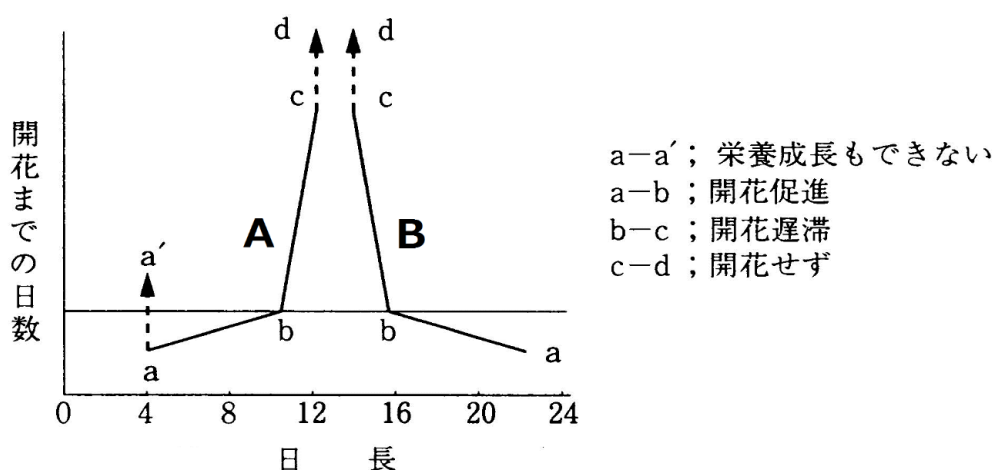 d d
c c
開花までの日数
A B
a′
b b
a a
0 4 8 12 16 20 24
日 長
a－a′；栄養成長もできない
a－b；開花促進
b－c；開花遅滞
c－d；開花せず